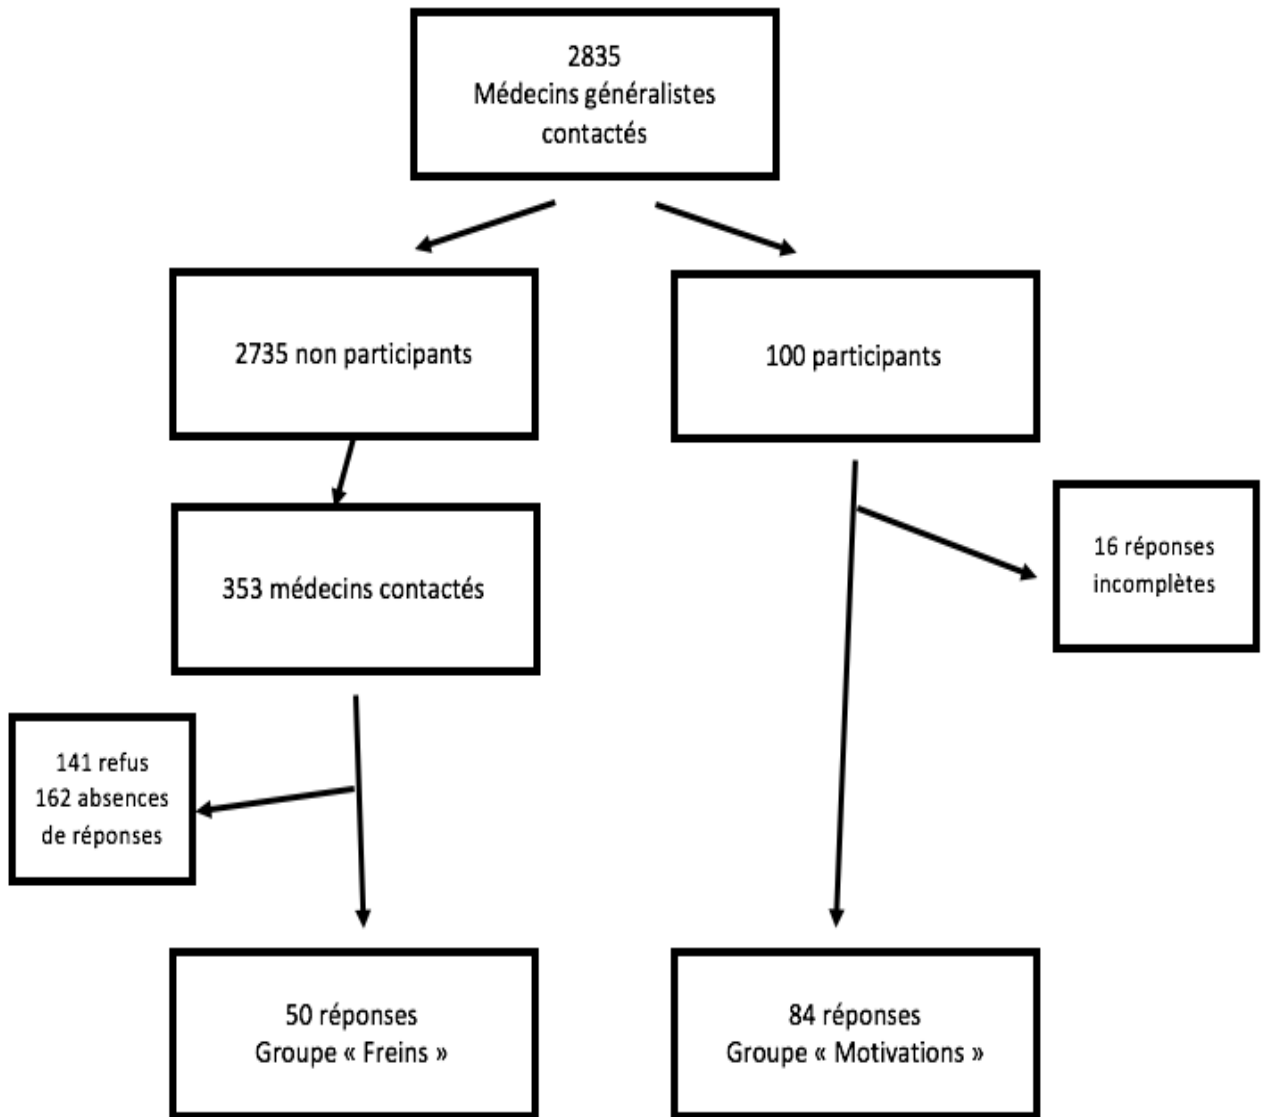 2835
Médecins généralistes
contactés
2735 non participants
100 participants
353 médecins contactés
16 réponses
incomplètes
141 refus
162 absences
de réponses
50 réponses
Groupe « Freins »
84 réponses
Groupe « Motivations »